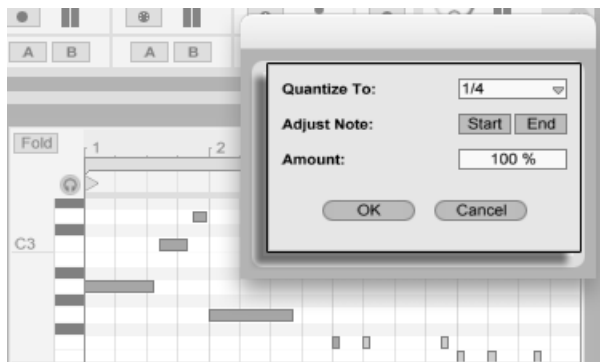 A B A B
Quantize To: 1/4
Adjust Note: Start End
Amount: 100 %
OK Cancel
Fold
1 2
C3